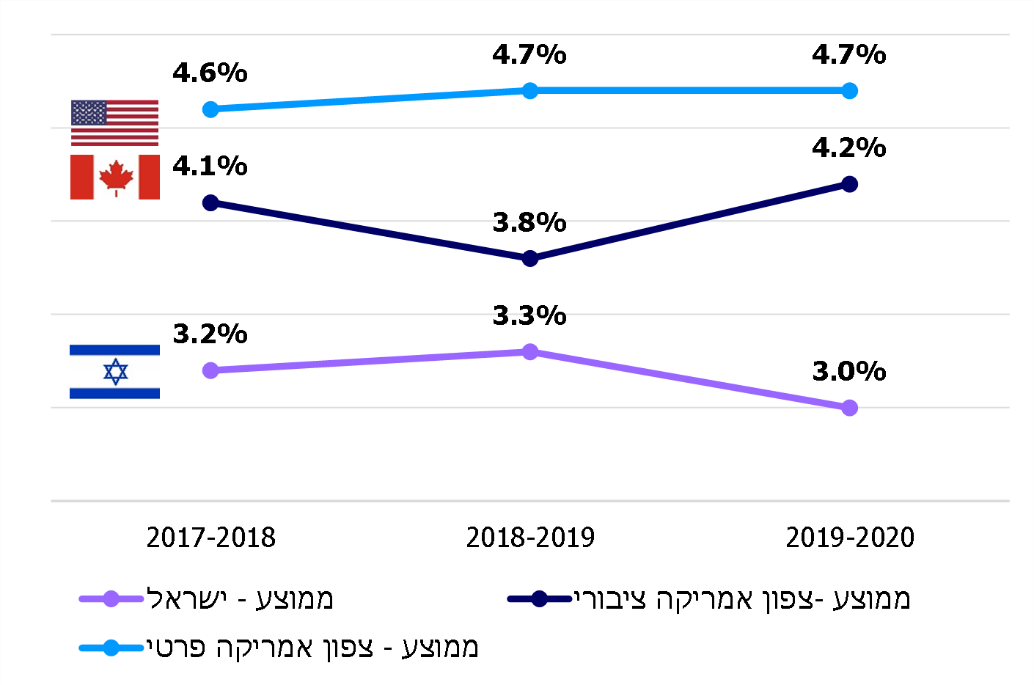 4.7% 4.7%
4.6%
4.2%
4.1%
3.8%
3.3%
3.2%
3.0%
2017-2018 2018-2019 2019-2020
ממוצע - ישראל ממוצע -צפון אמריקה ציבורי
ממוצע - צפון אמריקה פרטי